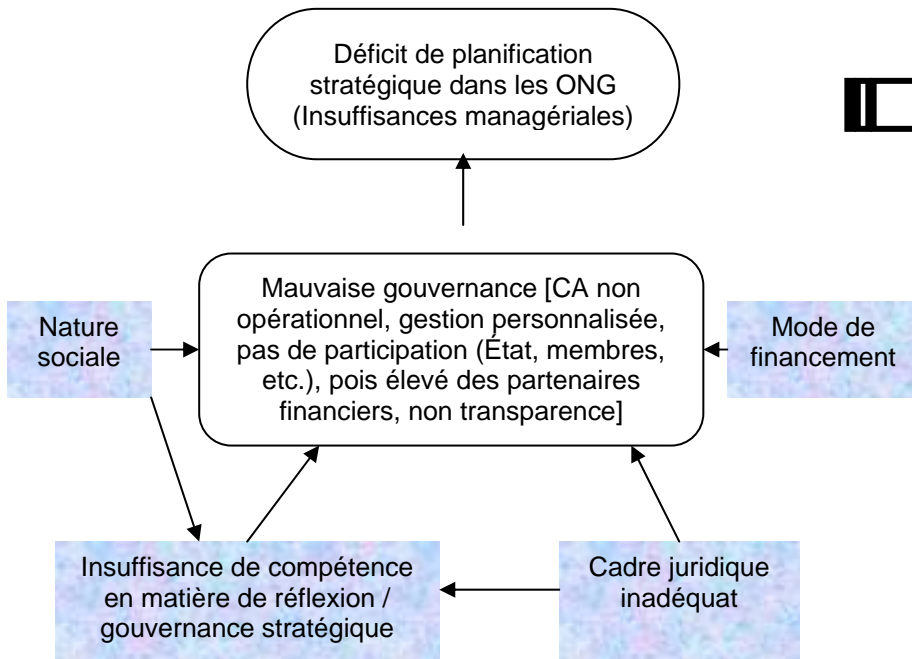 Déficit de planification
stratégique dans les ONG
(Insuffisances managériales)
Mauvaise gouvernance [CA non
opérationnel, gestion personnalisée,
pas de participation (État, membres,
etc.), pois élevé des partenaires
financiers, non transparence]
Nature
sociale
Mode de
financement
Insuffisance de compétence
en matière de réflexion /
gouvernance stratégique
Cadre juridique
inadéquat